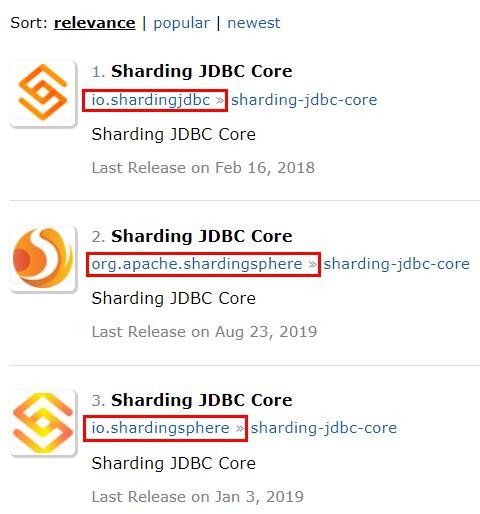 Sort: relevance | popular | newest
1. Sharding JDBC Core
io.shardingjdbc » sharding-jdbc-core
Sharding JDBC Core
Last Release on Feb 16, 2018
2. Sharding JDBC Core
org.apache.shardingsphere » sharding-jdbc-core
Sharding JDBC Core
Last Release on Aug 23, 2019
3. Sharding JDBC Core
io.shardingsphere » sharding-jdbc-core
Sharding JDBC Core
Last Release on Jan 3, 2019